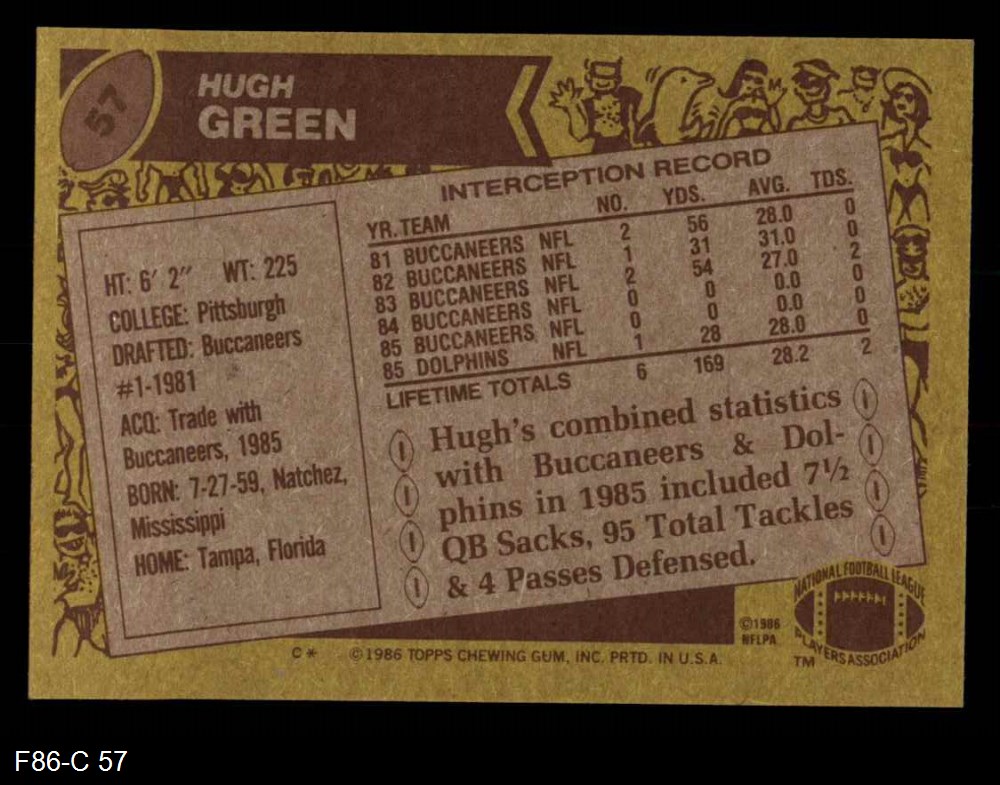 57
HUGH
GREEN
INTERCEPTION RECORD
YR. TEAM NO. YDS. AVG. TDS.
81 BUCCANEERS NFL 2 56 28.0 0
82 BUCCANEERS NFL 1 31 31.0 0
83 BUCCANEERS NFL 2 54 27.0 2
84 BUCCANEERS NFL 0 0 0.0 0
85 BUCCANEERS NFL 0 0 0.0 0
85 DOLPHINS NFL 1 28 28.0 0
LIFETIME TOTALS 6 169 28.2 2
HT: 6′ 2″ WT: 225
COLLEGE: Pittsburgh
DRAFTED: Buccaneers
#1-1981
ACQ: Trade with
Buccaneers, 1985
BORN: 7-27-59, Natchez,
Mississippi
HOME: Tampa, Florida
Hugh's combined statistics
with Buccaneers & Dol-
phins in 1985 included 7½
QB Sacks, 95 Total Tackles
& 4 Passes Defensed.
NATIONAL FOOTBALL LEAGUE
PLAYERS ASSOCIATION
TM
©1986
NFLPA
C* ©1986 TOPPS CHEWING GUM, INC. PRTD. IN U.S.A.
F86-C 57